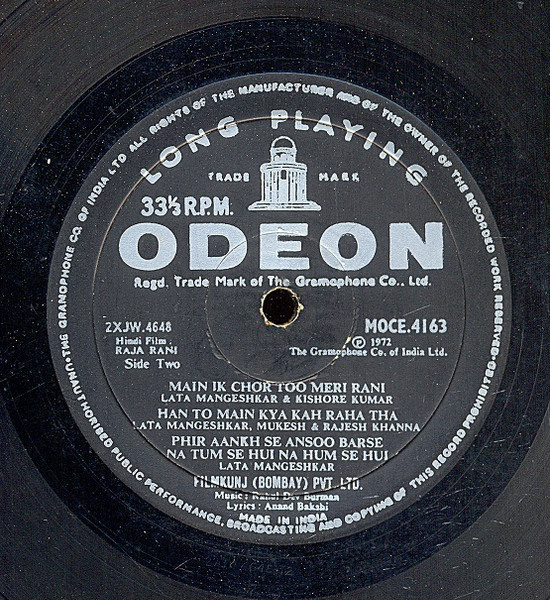 THE GRAMOPHONE CO. OF INDIA LTD ALL RIGHTS OF THE MANUFACTURER AND OF THE OWNER OF THE RECORDED WORK RESERVED • UNAUTHORISED PUBLIC PERFORMANCE, BROADCASTING AND COPYING OF THIS RECORD PROHIBITED
LONG PLAYING
TRADE MARK
33⅓ R.P.M.
ODEON
Regd. Trade Mark of The Gramophone Co., Ltd.
2XJW.4648
MOCE.4163
Hindi Film :
RAJA RANI
Side Two
℗ 1972
The Gramophone Co. of India Ltd.
MAIN IK CHOR TOO MERI RANI
LATA MANGESHKAR & KISHORE KUMAR
HAN TO MAIN KYA KAH RAHA THA
LATA MANGESHKAR, MUKESH & RAJESH KHANNA
PHIR AANKH SE ANSOO BARSE
NA TUM SE HUI NA HUM SE HUI
LATA MANGESHKAR
FILMKUNJ (BOMBAY) PVT. LTD.
Music : Rahul Dev Burman
Lyrics : Anand Bakshi
MADE IN INDIA